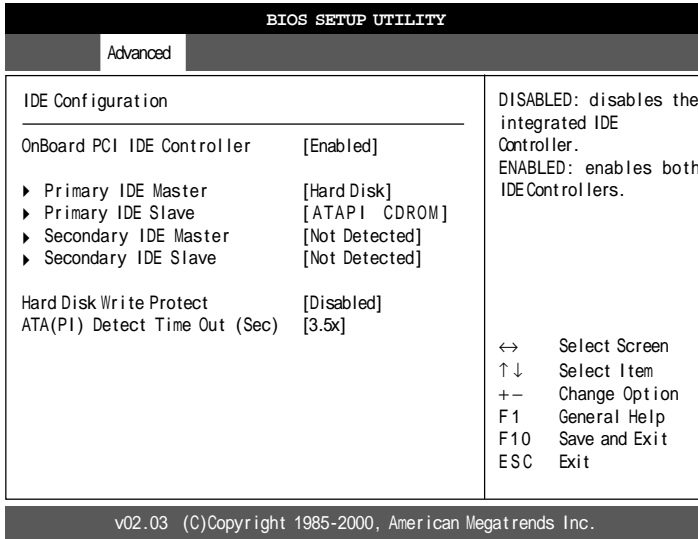 BIOS SETUP UTILITY
Advanced
IDE Configuration
OnBoard PCI IDE Controller [Enabled]
Primary IDE Master [Hard Disk]
Primary IDE Slave [ATAPI CDROM]
Secondary IDE Master [Not Detected]
Secondary IDE Slave [Not Detected]
Hard Disk Write Protect [Disabled]
ATA(PI) Detect Time Out (Sec) [3.5x]
DISABLED: disables the
integrated IDE
Controller.
ENABLED: enables both
IDE Controllers.
↔ Select Screen
↑↓ Select Item
+− Change Option
F1 General Help
F10 Save and Exit
ESC Exit
v02.03 (C)Copyright 1985-2000, American Megatrends Inc.